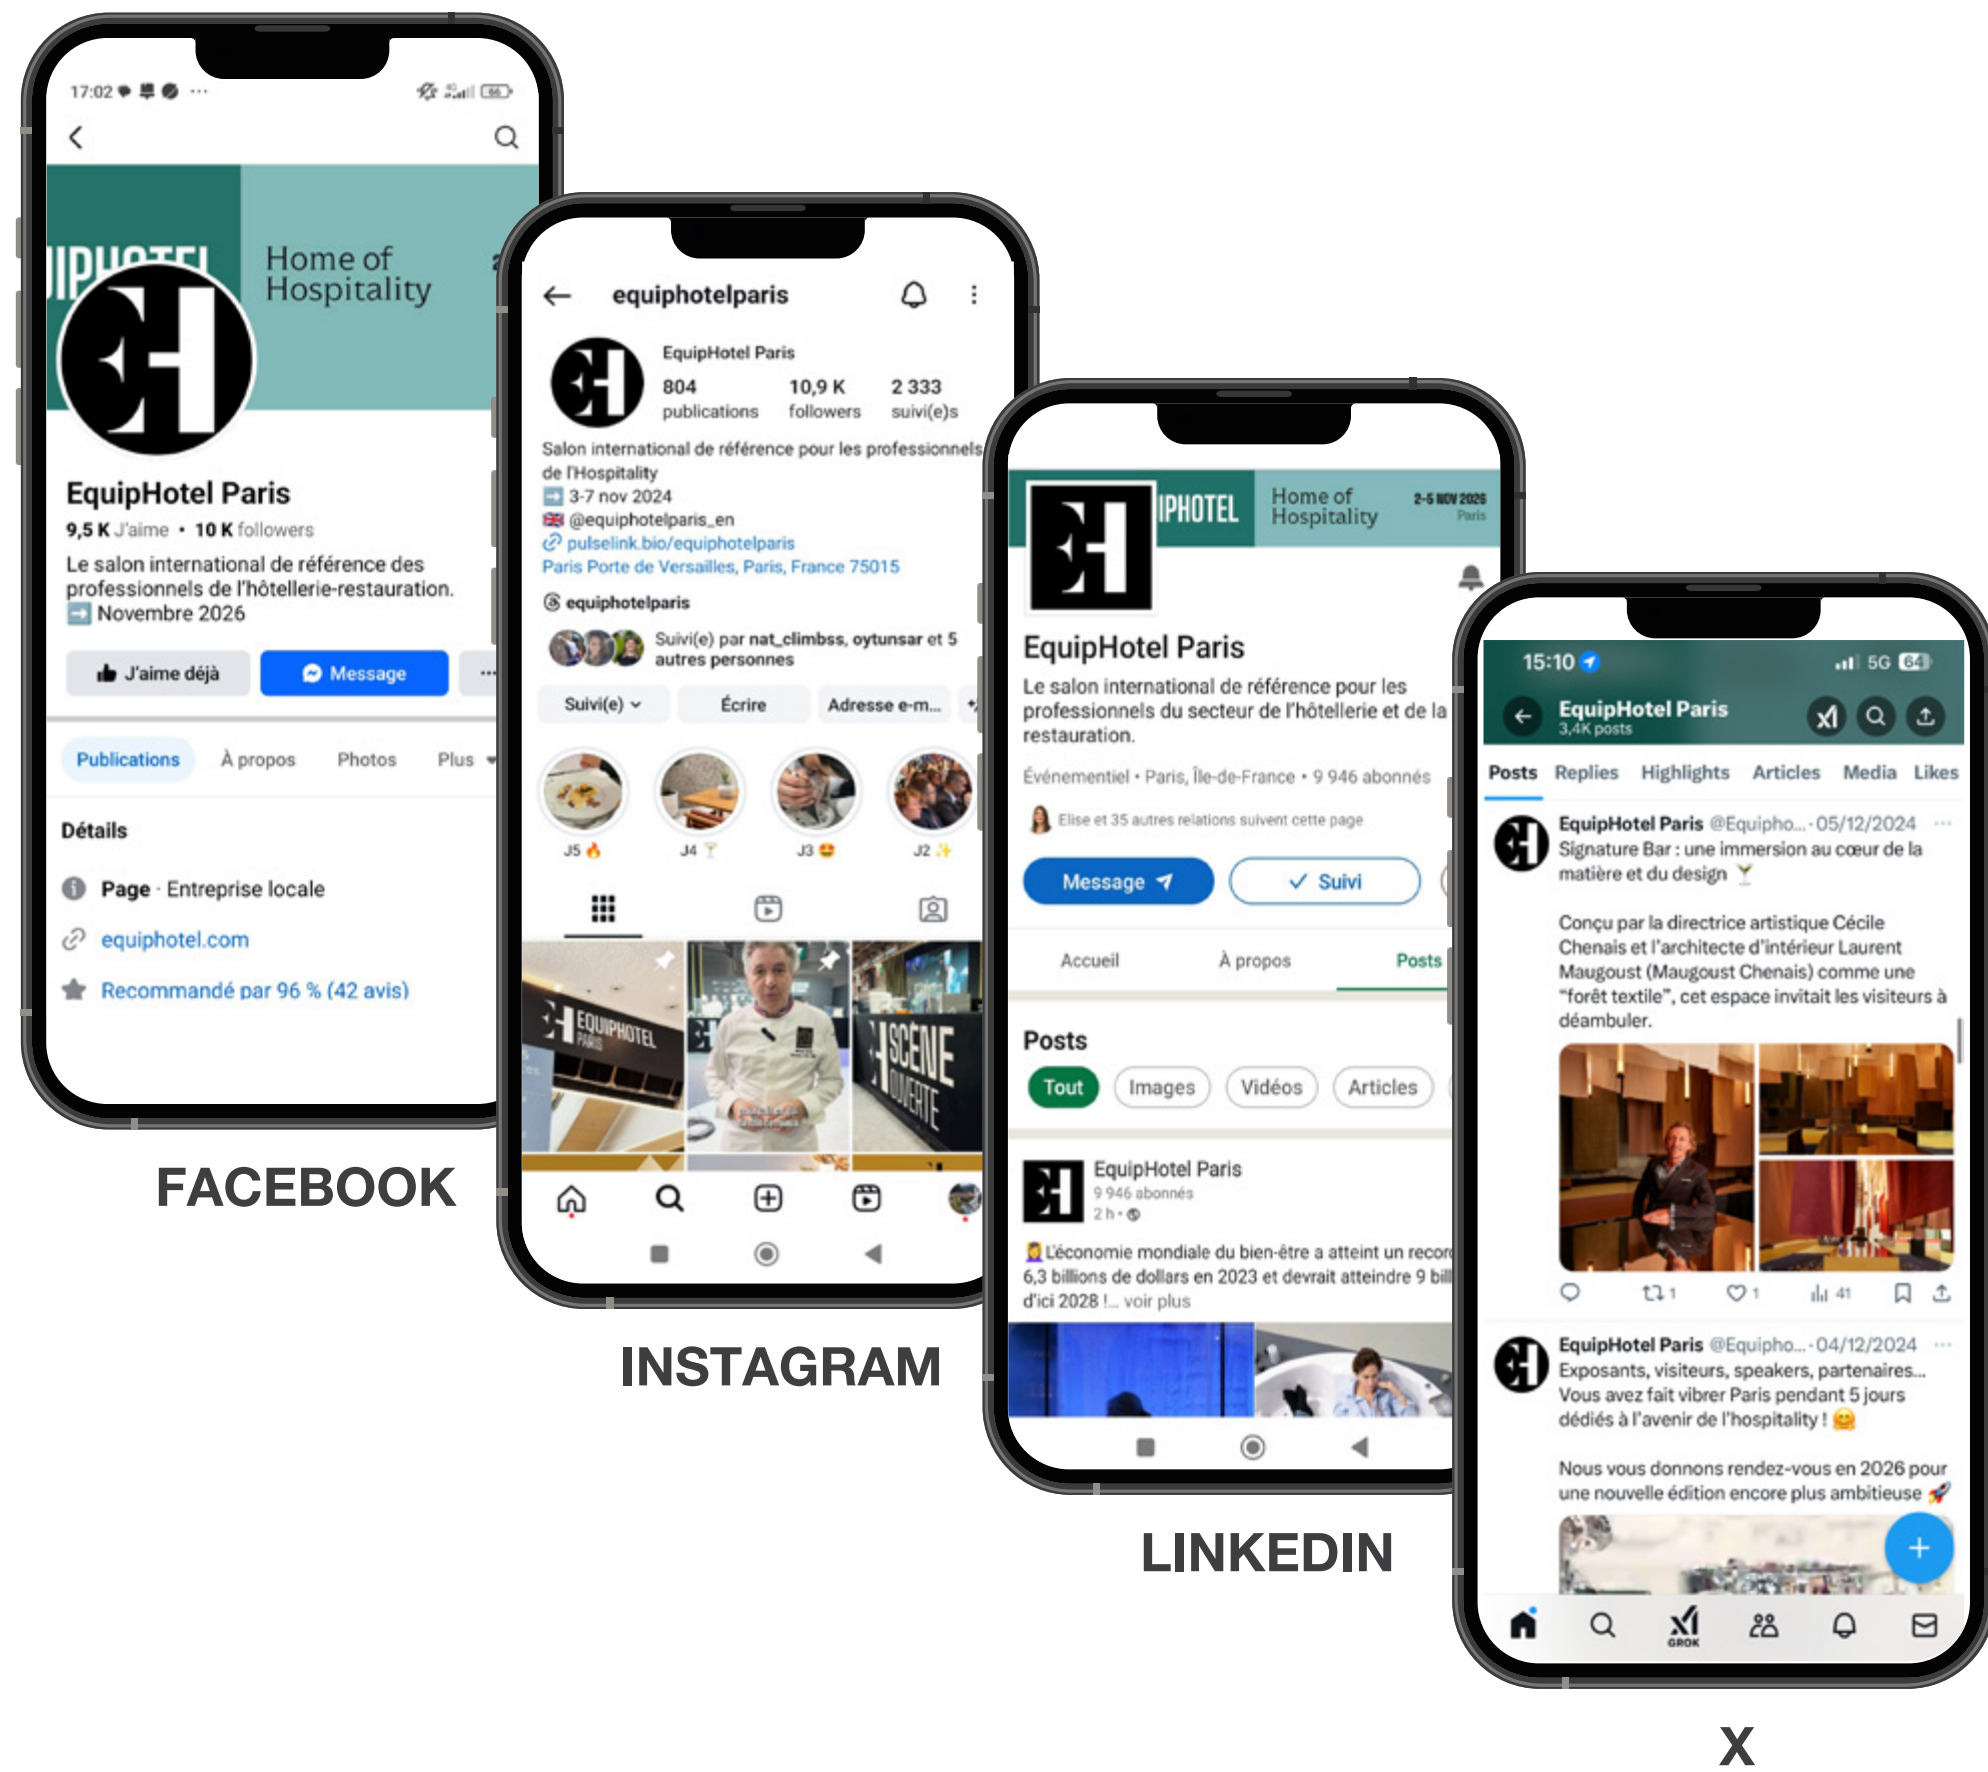 17:02
66
IPHOTEL
Home of
Hospitality
EquipHotel Paris
9,5 K J'aime • 10 K followers
Le salon international de référence des
professionnels de l'hôtellerie-restauration.
➡️ Novembre 2026
J'aime déjà
Message
Publications
À propos
Photos
Plus
Détails
Page · Entreprise locale
equiphotel.com
Recommandé par 96 % (42 avis)
FACEBOOK
equiphotelparis
EquipHotel Paris
804 10,9 K 2 333
publications followers suivi(e)s
Salon international de référence pour les professionnels
de l'Hospitality
➡️ 3-7 nov 2024
🇬🇧 @equiphotelparis_en
pulselink.bio/equiphotelparis
Paris Porte de Versailles, Paris, France 75015
equiphotelparis
Suivi(e) par nat_climbss, oytunsar et 5
autres personnes
Suivi(e)
Écrire
Adresse e-m...
J5 🔥
J4 🍸
J3 🤩
J2 ✨
EQUIPHOTEL
PARIS
SCÈNE
OUVERTE
INSTAGRAM
IPHOTEL
Home of
Hospitality
2-5 NOV 2026
Paris
EquipHotel Paris
Le salon international de référence pour les
professionnels du secteur de l'hôtellerie et de la
restauration.
Événementiel • Paris, Île-de-France • 9 946 abonnés
Elise et 35 autres relations suivent cette page
Message
Suivi
Accueil
À propos
Posts
Posts
Tout
Images
Vidéos
Articles
EquipHotel Paris
9 946 abonnés
2 h •
L'économie mondiale du bien-être a atteint un recor
6,3 billions de dollars en 2023 et devrait atteindre 9 bill
d'ici 2028 !... voir plus
LINKEDIN
15:10
5G 64
EquipHotel Paris
3,4K posts
Posts Replies Highlights Articles Media Likes
EquipHotel Paris @Equipho... · 05/12/2024
Signature Bar : une immersion au cœur de la
matière et du design 🍸
Conçu par la directrice artistique Cécile
Chenais et l'architecte d'intérieur Laurent
Maugoust (Maugoust Chenais) comme une
“forêt textile”, cet espace invitait les visiteurs à
déambuler.
1
1
41
EquipHotel Paris @Equipho... · 04/12/2024
Exposants, visiteurs, speakers, partenaires...
Vous avez fait vibrer Paris pendant 5 jours
dédiés à l'avenir de l'hospitality ! 🤗
Nous vous donnons rendez-vous en 2026 pour
une nouvelle édition encore plus ambitieuse 🚀
GROK
X